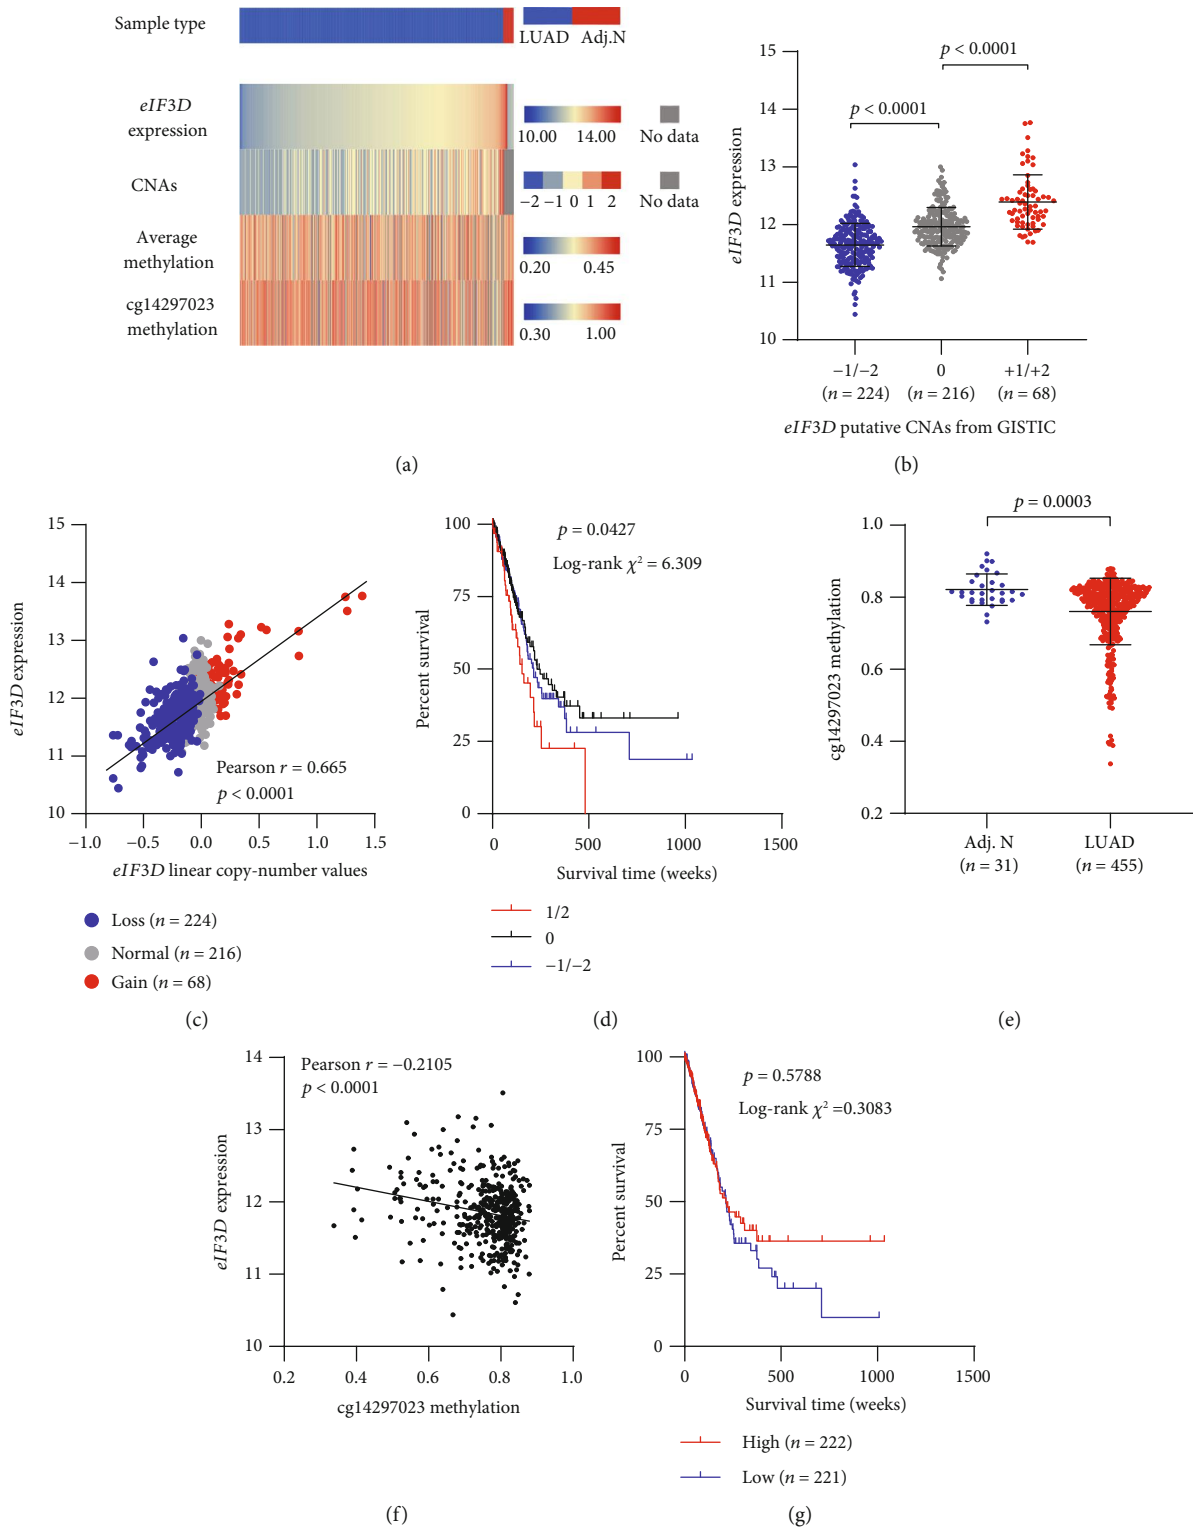 Sample type
LUAD Adj.N
eIF3D
expression
10.00 14.00 No data
CNAs
−2 −1 0 1 2 No data
Average
methylation
0.20 0.45
cg14297023
methylation
0.30 1.00
(a)
15
14
13
12
11
10
eIF3D expression
p < 0.0001
p < 0.0001
−1/−2 0 +1/+2
(n = 224) (n = 216) (n = 68)
eIF3D putative CNAs from GISTIC
(b)
15
14
13
12
11
10
eIF3D expression
Pearson r = 0.665
p < 0.0001
−1.0 −0.5 0.0 0.5 1.0 1.5
eIF3D linear copy-number values
Loss (n = 224)
Normal (n = 216)
Gain (n = 68)
(c)
100
75
50
25
0
Percent survival
p = 0.0427
Log-rank χ² = 6.309
0 500 1000 1500
Survival time (weeks)
1/2
0
−1/−2
(d)
1.0
0.8
0.6
0.4
0.2
cg14297023 methylation
p = 0.0003
Adj. N LUAD
(n = 31) (n = 455)
(e)
14
13
12
11
10
eIF3D expression
Pearson r = −0.2105
p < 0.0001
0.2 0.4 0.6 0.8 1.0
cg14297023 methylation
(f)
100
75
50
25
0
Percent survival
p = 0.5788
Log-rank χ² =0.3083
0 500 1000 1500
Survival time (weeks)
High (n = 222)
Low (n = 221)
(g)